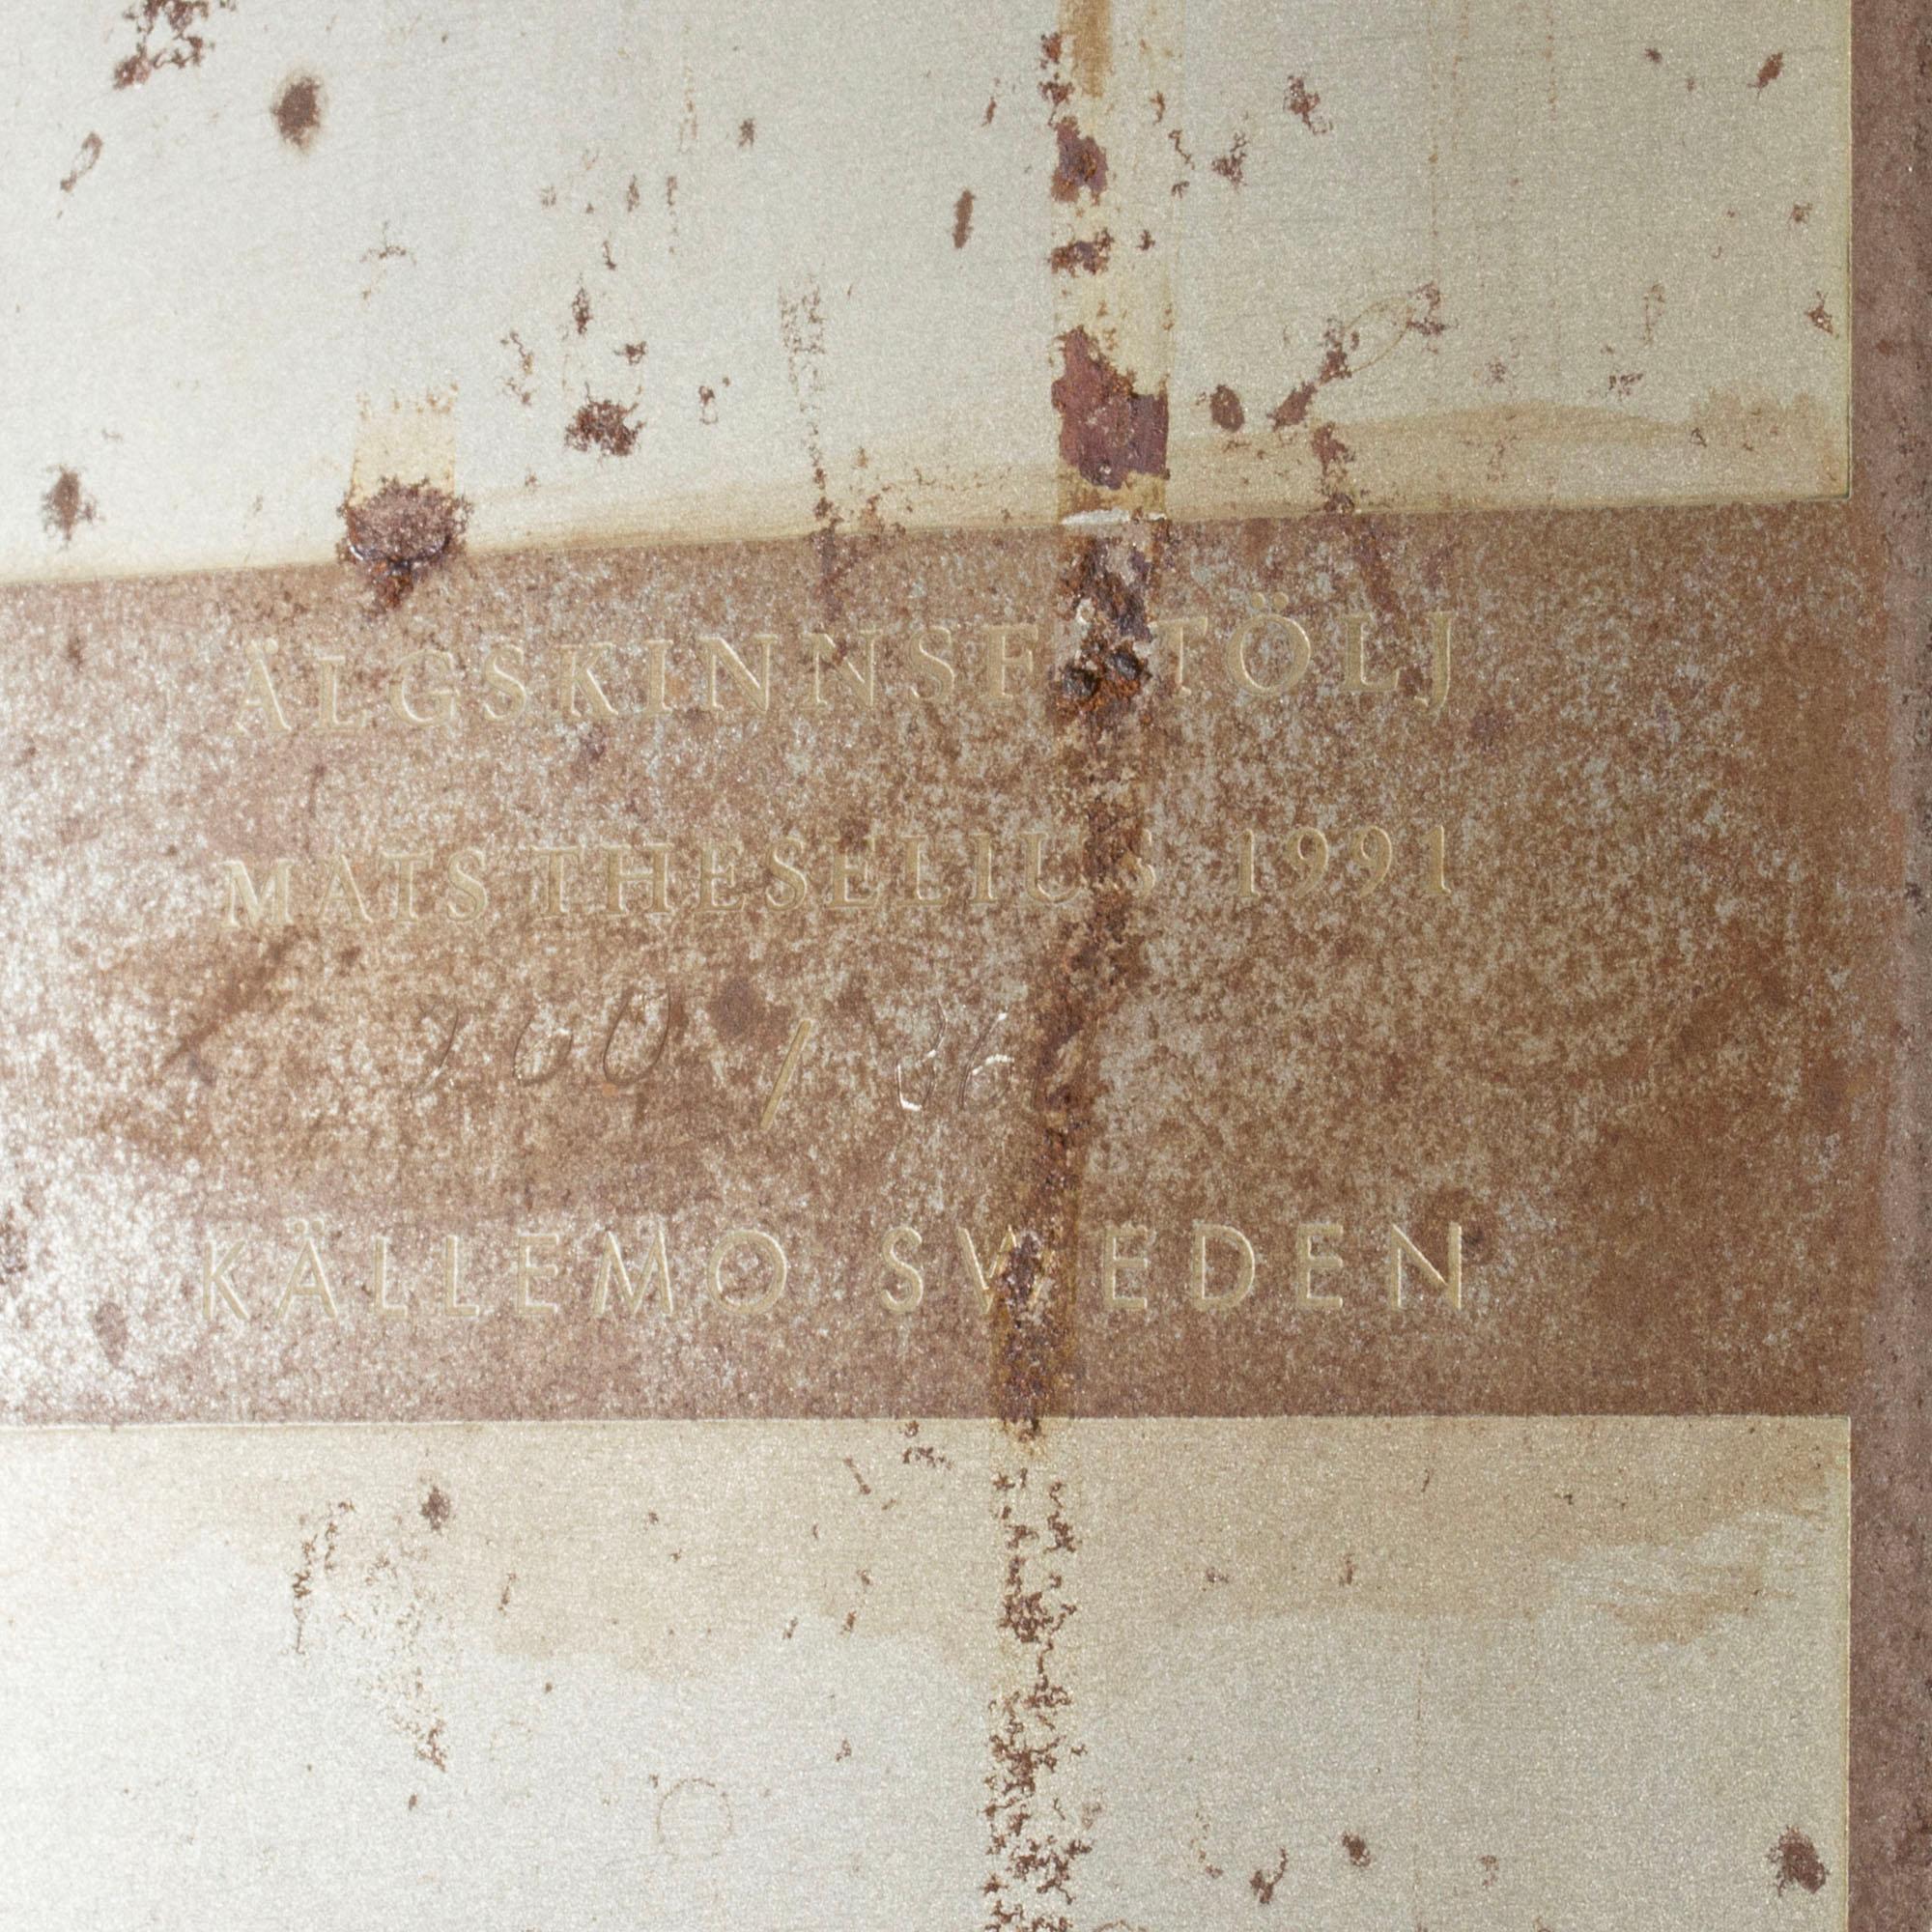 ÄLGSKINNSFÅTÖLJ
MATS THESELIUS 1991
KÄLLEMO SWEDEN